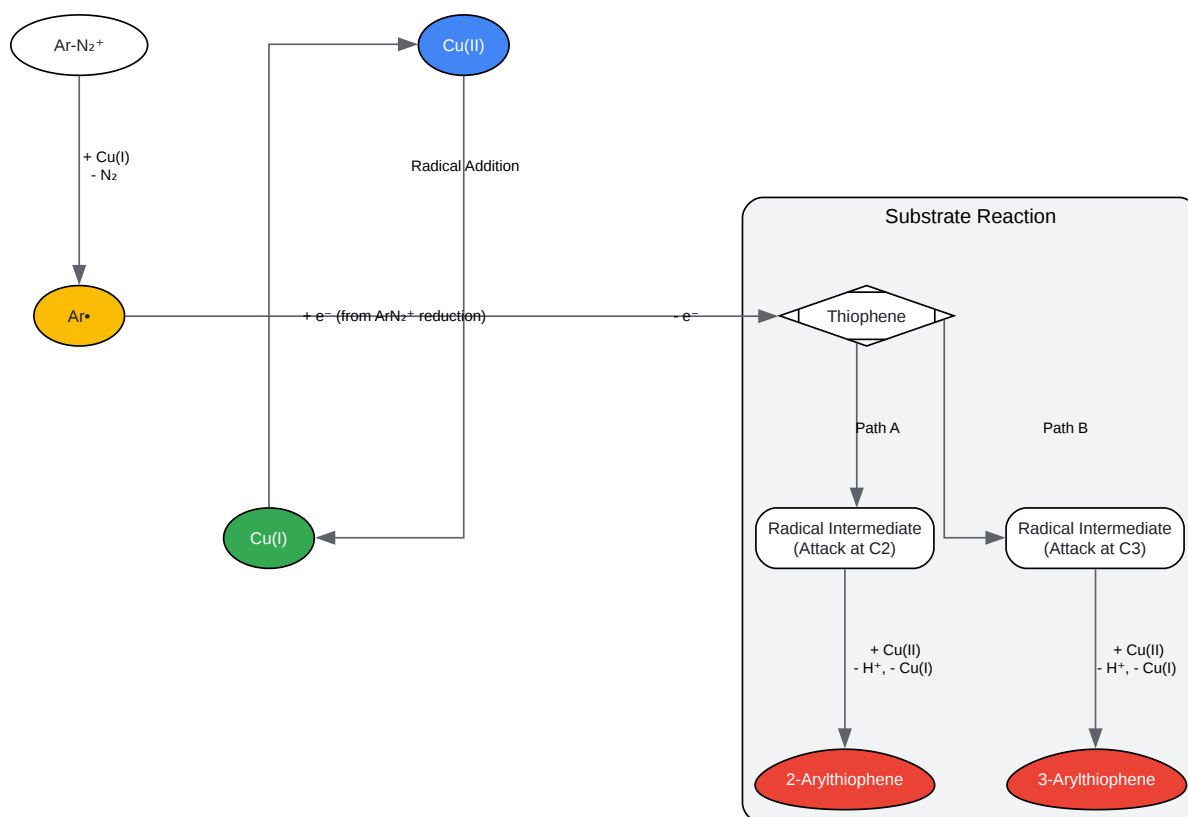 Ar-N₂⁺
Cu(II)
+ Cu(I)
- N₂
Radical Addition
Substrate Reaction
Ar•
+ e⁻ (from ArN₂⁺ reduction)
- e⁻
Thiophene
Path A
Path B
Cu(I)
Radical Intermediate
(Attack at C2)
Radical Intermediate
(Attack at C3)
+ Cu(II)
- H⁺, - Cu(I)
+ Cu(II)
- H⁺, - Cu(I)
2-Arylthiophene
3-Arylthiophene